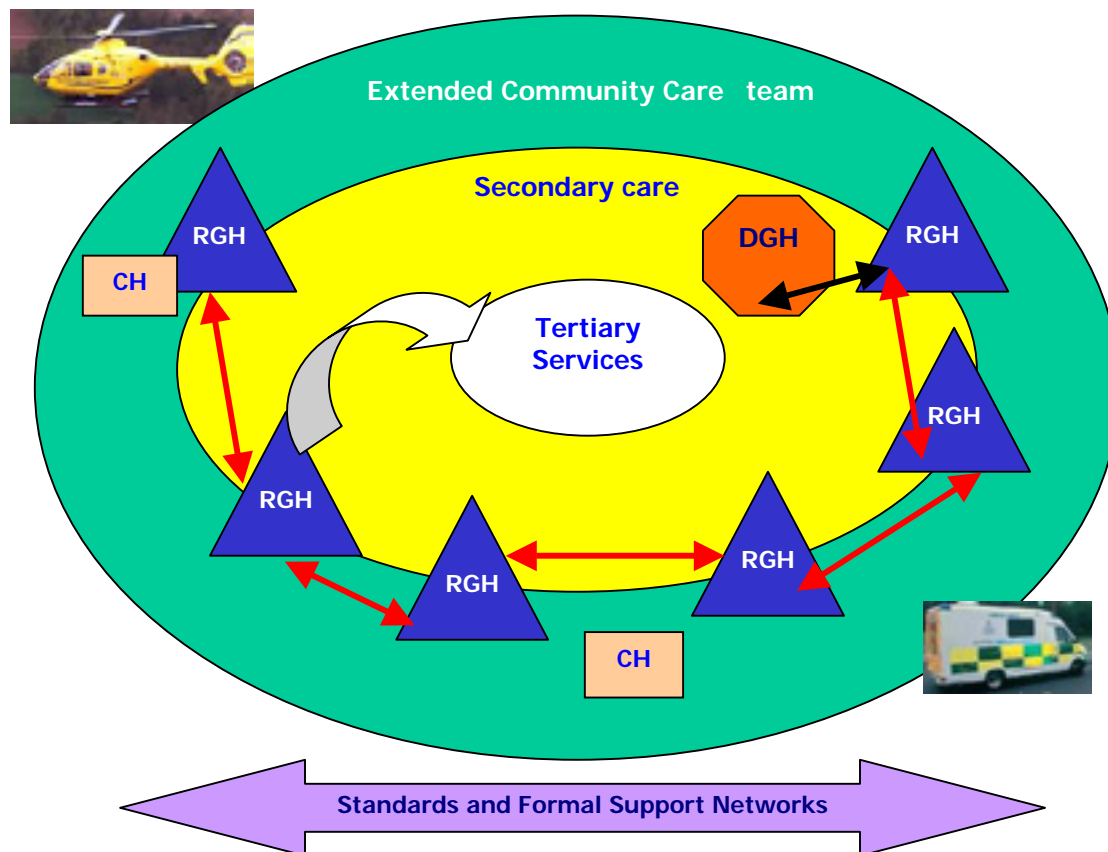 Extended Community Care team
Secondary care
RGH
DGH
RGH
CH
Tertiary
Services
RGH
RGH
RGH
RGH
CH
Standards and Formal Support Networks